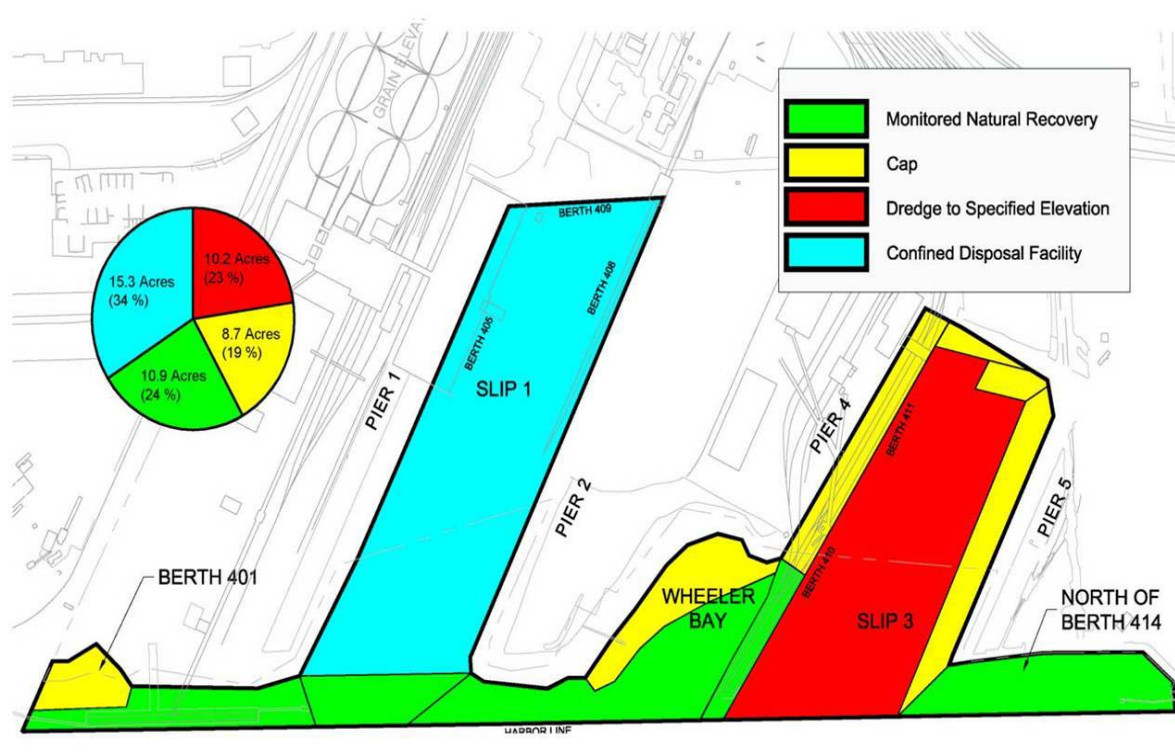 GRAIN ELEVA
Monitored Natural Recovery
Cap
Dredge to Specified Elevation
Confined Disposal Facility
15.3 Acres
(34 %)
10.2 Acres
(23 %)
8.7 Acres
(19 %)
10.9 Acres
(24 %)
BERTH 409
BERTH 408
BERTH 405
SLIP 1
PIER 1
PIER 2
PIER 4
BERTH 411
PIER 5
BERTH 410
BERTH 401
WHEELER
BAY
SLIP 3
NORTH OF
BERTH 414
HARBOR LINE